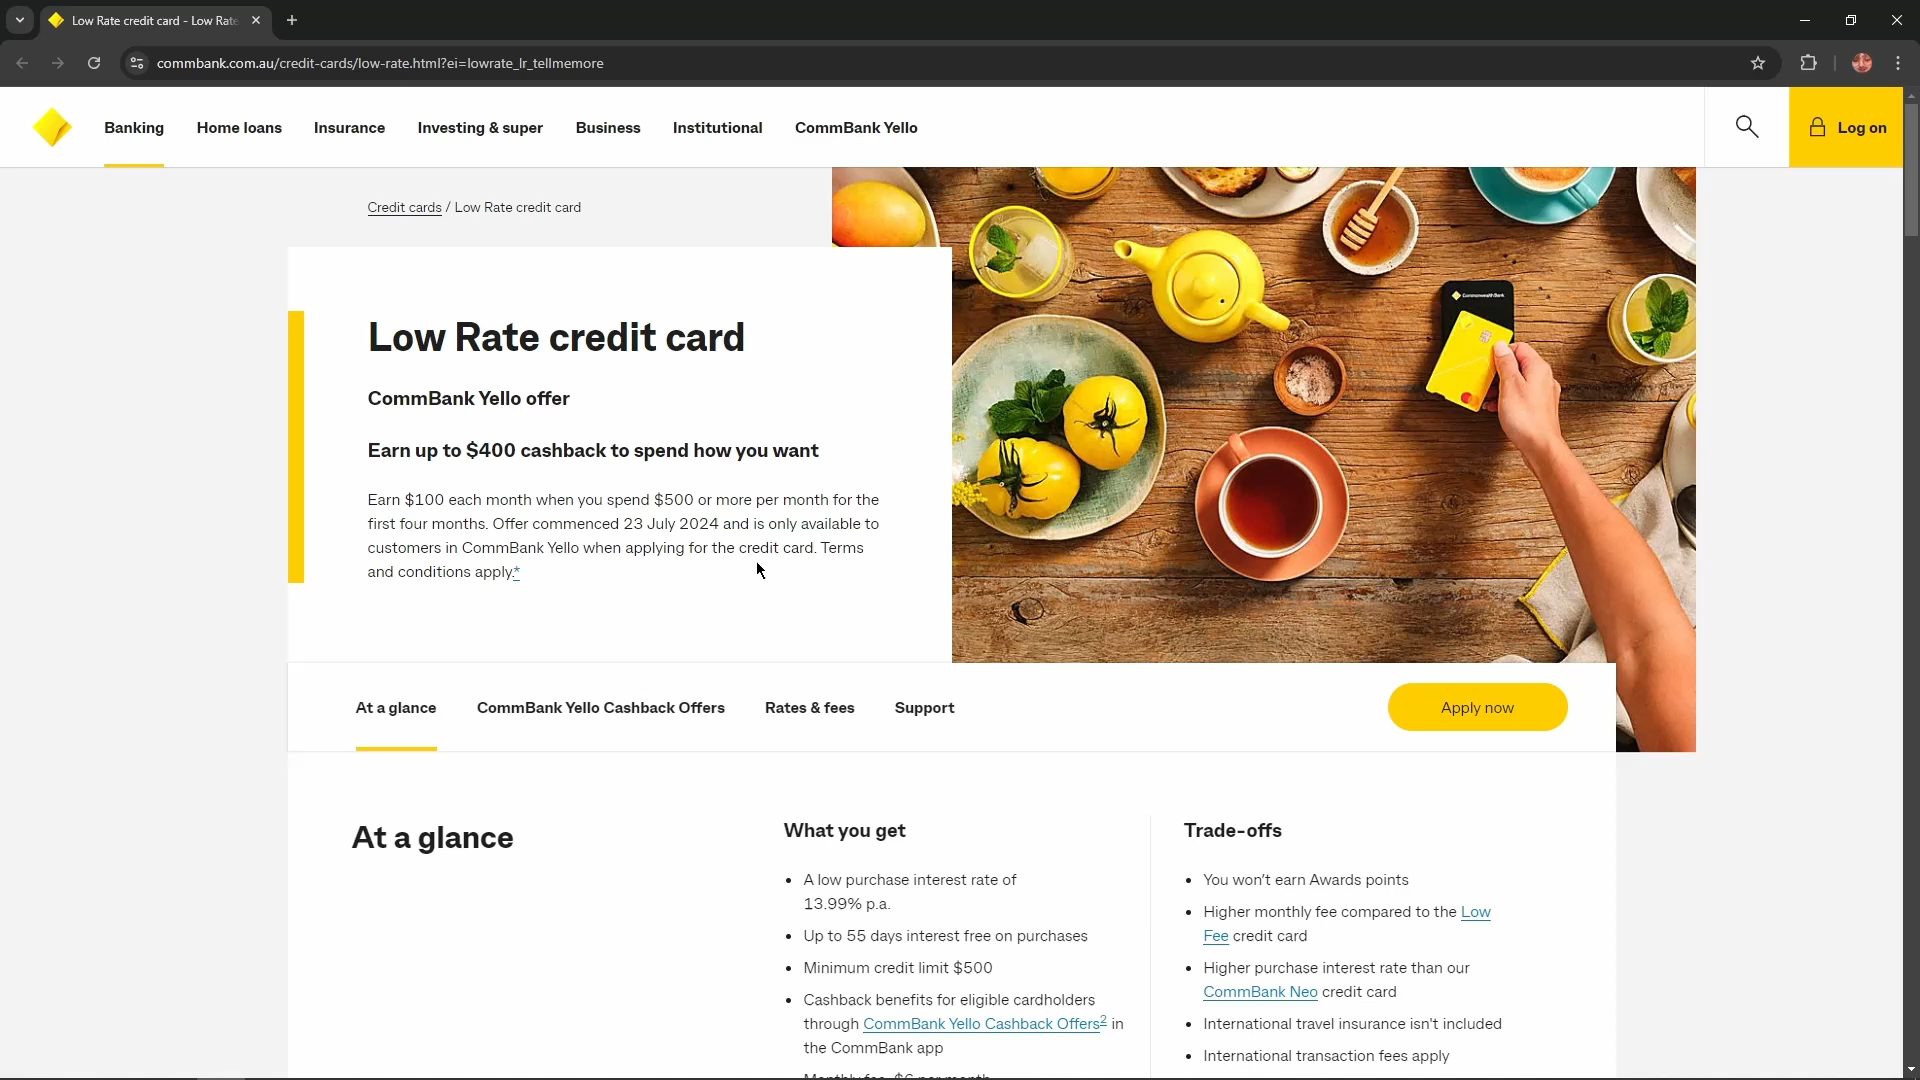 Low Rate credit card - Low Rate
commbank.com.au/credit-cards/low-rate.html?ei=lowrate_lr_tellmemore
Banking
Home loans
Insurance
Investing & super
Business
Institutional
CommBank Yello
Log on
Credit cards / Low Rate credit card
CommonwealthBank
Low Rate credit card
CommBank Yello offer
Earn up to $400 cashback to spend how you want
Earn $100 each month when you spend $500 or more per month for the
first four months. Offer commenced 23 July 2024 and is only available to
customers in CommBank Yello when applying for the credit card. Terms
and conditions apply.*
At a glance
CommBank Yello Cashback Offers
Rates & fees
Support
Apply now
At a glance
What you get
A low purchase interest rate of
13.99% p.a.
Up to 55 days interest free on purchases
Minimum credit limit $500
Cashback benefits for eligible cardholders
through CommBank Yello Cashback Offers2 in
the CommBank app
Monthly fee $6 per month
Trade-offs
You won't earn Awards points
Higher monthly fee compared to the Low
Fee credit card
Higher purchase interest rate than our
CommBank Neo credit card
International travel insurance isn't included
International transaction fees apply